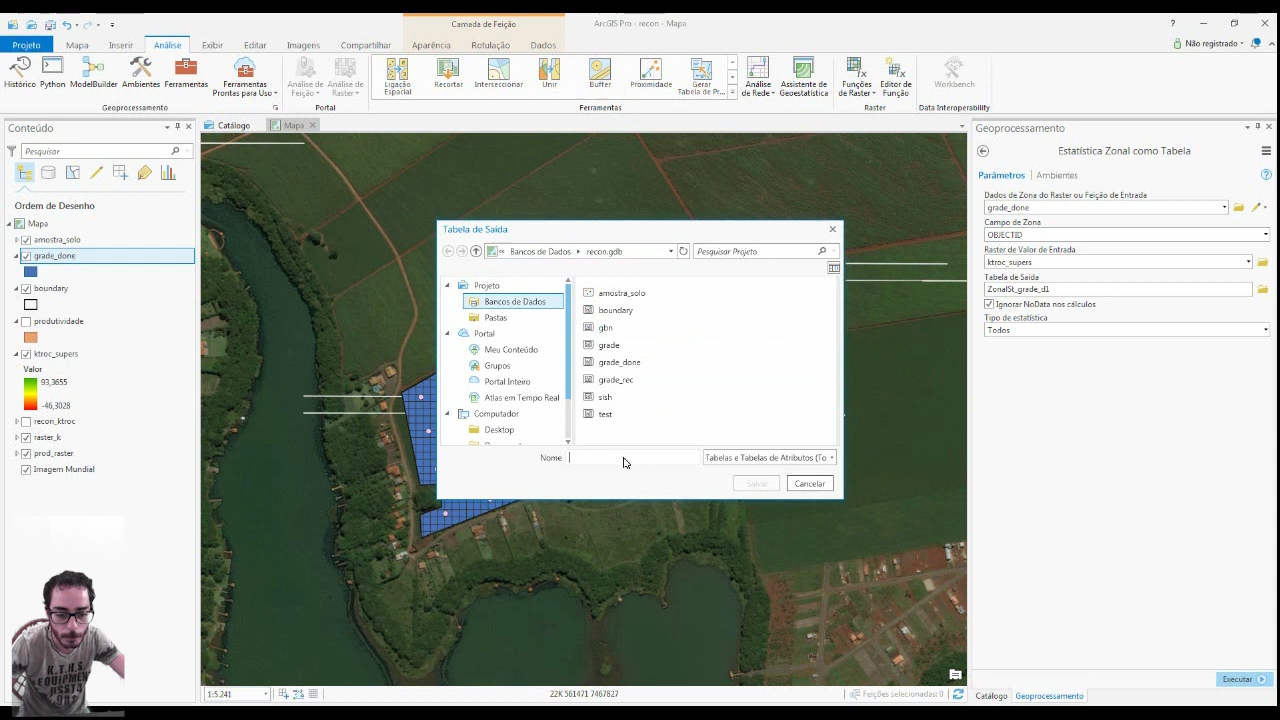 Camada de Feição
ArcGIS Pro - recon - Mapa
Projeto Mapa Inserir Análise Exibir Editar Imagens Compartilhar Aparência Rotulação Dados
Não registrado
Histórico Python ModelBuilder Ambientes Ferramentas Ferramentas Prontas para Uso
Análise de Feição Análise de Raster
Ligação Espacial Recortar Interseccionar Unir Buffer Proximidade Gerar Tabela de Pr...
Análise de Rede Assistente de Geoestatística Funções de Raster Editor de Função Workbench
Geoprocessamento Portal Ferramentas Raster Data Interoperability
Conteúdo
Pesquisar
Ordem de Desenho
Mapa
amostra_solo
grade_done
boundary
produtividade
ktroc_supers
Valor
93,3655
-46,3028
recon_ktroc
raster_k
prod_raster
Imagem Mundial
Catálogo Mapa
Tabela de Saída
Bancos de Dados recon.gdb
Pesquisar Projeto
Projeto
Bancos de Dados
Pastas
Portal
Meu Conteúdo
Grupos
Portal Inteiro
Atlas em Tempo Real
Computador
Desktop
amostra_solo
boundary
gbn
grade
grade_done
grade_rec
sish
test
Nome
Tabelas e Tabelas de Atributos (To
Salvar Cancelar
1:5.241
22K 561471 7467827
Feições selecionadas: 0
Geoprocessamento
Estatística Zonal como Tabela
Parâmetros Ambientes
Dados de Zona do Raster ou Feição de Entrada
grade_done
Campo de Zona
OBJECTID
Raster de Valor de Entrada
ktroc_supers
Tabela de Saída
ZonalSt_grade_d1
Ignorar NoData nos cálculos
Tipo de estatística
Todos
Executar
Catálogo Geoprocessamento